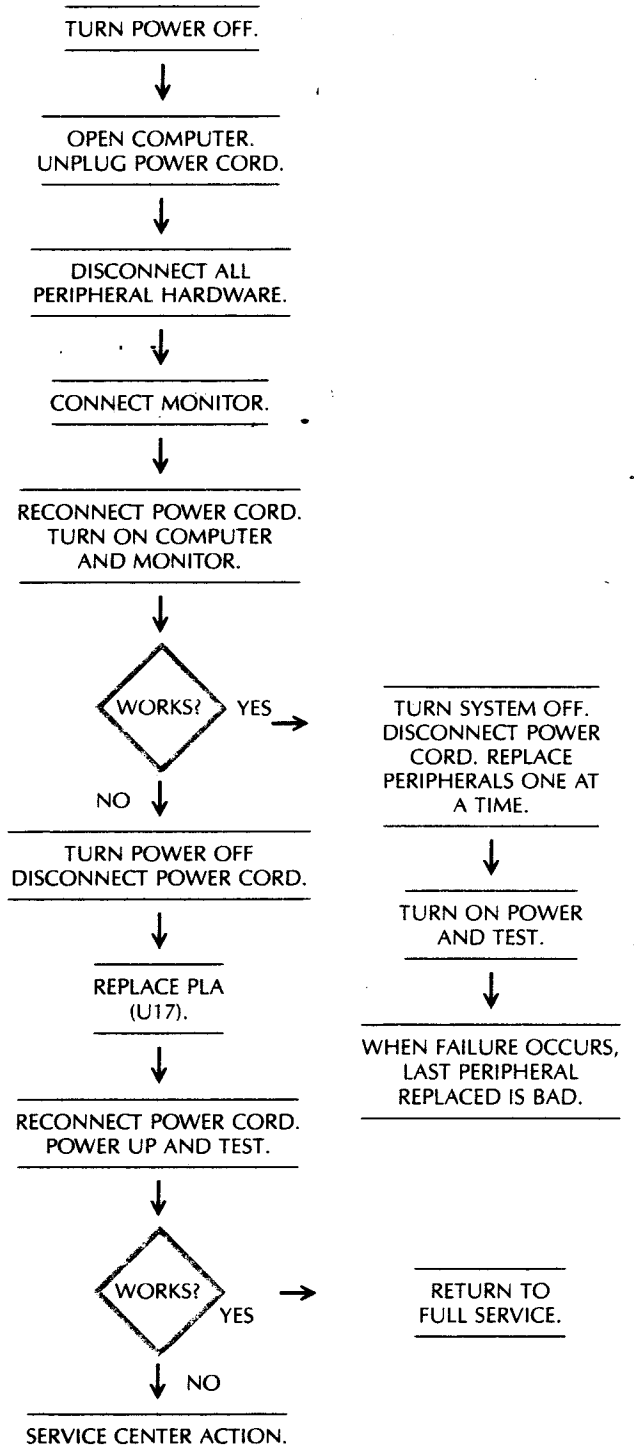 TURN POWER OFF.
OPEN COMPUTER.
UNPLUG POWER CORD.
DISCONNECT ALL
PERIPHERAL HARDWARE.
CONNECT MONITOR.
RECONNECT POWER CORD.
TURN ON COMPUTER
AND MONITOR.
WORKS? YES
TURN SYSTEM OFF.
DISCONNECT POWER
CORD. REPLACE
PERIPHERALS ONE AT
A TIME.
TURN ON POWER
AND TEST.
WHEN FAILURE OCCURS,
LAST PERIPHERAL
REPLACED IS BAD.
NO
TURN POWER OFF
DISCONNECT POWER CORD.
REPLACE PLA
(U17).
RECONNECT POWER CORD.
POWER UP AND TEST.
WORKS?
YES
RETURN TO
FULL SERVICE.
NO
SERVICE CENTER ACTION.